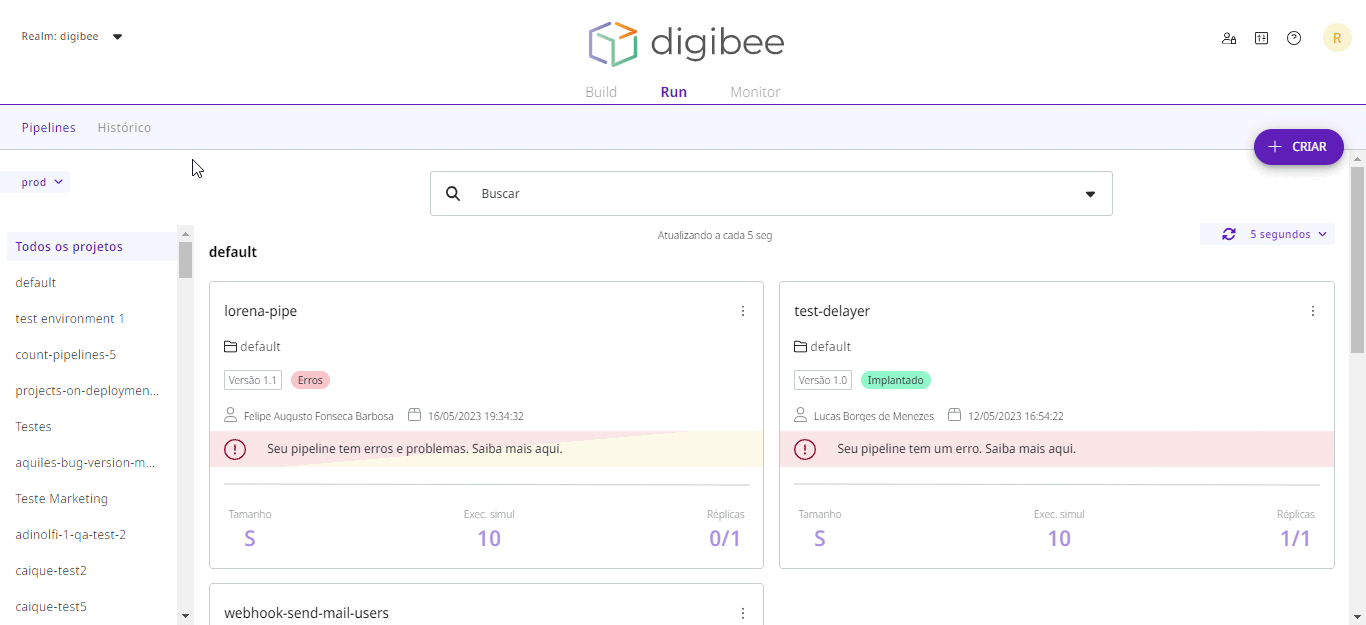 Realm: digibee
digibee
R
Build Run Monitor
Pipelines Histórico
CRIAR
prod
Buscar
Atualizando a cada 5 seg
5 segundos
Todos os projetos
default
test environment 1
count-pipelines-5
projects-on-deploymen...
Testes
aquiles-bug-version-m...
Teste Marketing
adinolfi-1-qa-test-2
caique-test2
caique-test5
default
lorena-pipe
default
Versão 1.1 Erros
Felipe Augusto Fonseca Barbosa 16/05/2023 19:34:32
Seu pipeline tem erros e problemas. Saiba mais aqui.
Tamanho Exec. simul Réplicas
S 10 0/1
test-delayer
default
Versão 1.0 Implantado
Lucas Borges de Menezes 12/05/2023 16:54:22
Seu pipeline tem um erro. Saiba mais aqui.
Tamanho Exec. simul Réplicas
S 10 1/1
webhook-send-mail-users